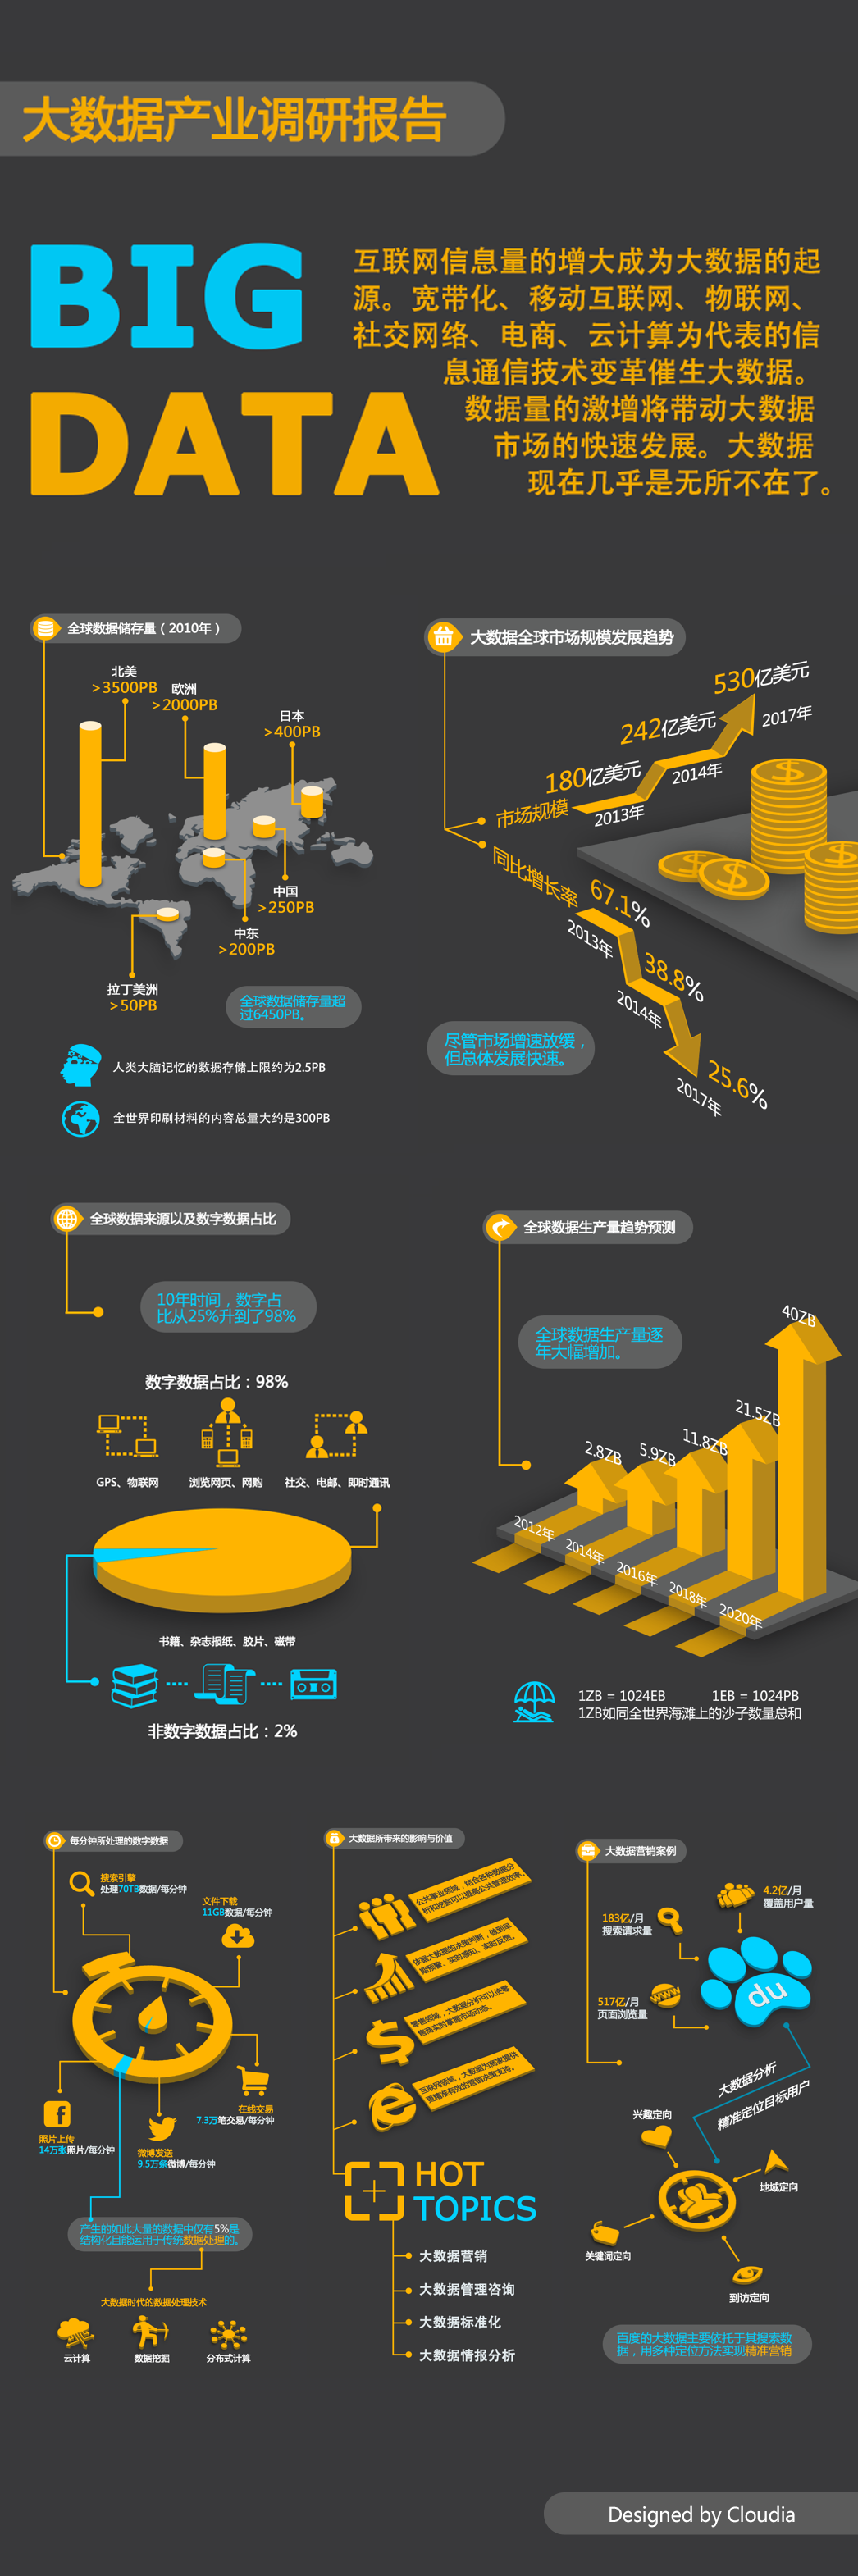 大数据产业调研报告
BIG
DATA
互联网信息量的增大成为大数据的起
源。宽带化、移动互联网、物联网、
社交网络、电商、云计算为代表的信
息通信技术变革催生大数据。
数据量的激增将带动大数据
市场的快速发展。大数据
现在几乎是无所不在了。
全球数据储存量（2010年）
北美
>3500PB
欧洲
>2000PB
日本
>400PB
中国
>250PB
中东
>200PB
拉丁美洲
>50PB
全球数据储存量超
过6450PB。
人类大脑记忆的数据存储上限约为2.5PB
全世界印刷材料的内容总量大约是300PB
大数据全球市场规模发展趋势
530亿美元
242亿美元
180亿美元
2017年
2014年
2013年
市场规模
同比增长率
67.1%
2013年
38.8%
2014年
25.6%
2017年
尽管市场增速放缓，
但总体发展快速。
全球数据来源以及数字数据占比
10年时间，数字占
比从25%升到了98%
数字数据占比：98%
GPS、物联网
浏览网页、网购
社交、电邮、即时通讯
书籍、杂志报纸、胶片、磁带
非数字数据占比：2%
全球数据生产量趋势预测
全球数据生产量逐
年大幅增加。
40ZB
21.5ZB
11.8ZB
5.9ZB
2.8ZB
2012年
2014年
2016年
2018年
2020年
1ZB = 1024EB
1EB = 1024PB
1ZB如同全世界海滩上的沙子数量总和
每分钟所处理的数字数据
搜索引擎
处理70TB数据/每分钟
文件下载
11GB数据/每分钟
在线交易
7.3万笔交易/每分钟
f
照片上传
14万张照片/每分钟
微博发送
9.5万条微博/每分钟
产生的如此大量的数据中仅有5%是
结构化且能运用于传统数据处理的。
大数据时代的数据处理技术
云计算
数据挖掘
分布式计算
大数据所带来的影响与价值
公共事业领域，结合各种数据分
析和挖掘可以提高公共管理效率。
依据大数据的决策判断，做到早
期预警、实时感知、实时反馈。
零售领域，大数据分析可以使零
售商实时掌握市场动态。
互联网领域，大数据为商家提供
更精准有效的营销决策支持。
HOT
TOPICS
大数据营销
大数据管理咨询
大数据标准化
大数据情报分析
大数据营销案例
4.2亿/月
覆盖用户量
183亿/月
搜索请求量
517亿/月
页面浏览量
www
du
大数据分析
精准定位目标用户
兴趣定向
地域定向
关键词定向
到访定向
百度的大数据主要依托于其搜索数
据，用多种定位方法实现精准营销
Designed by Cloudia